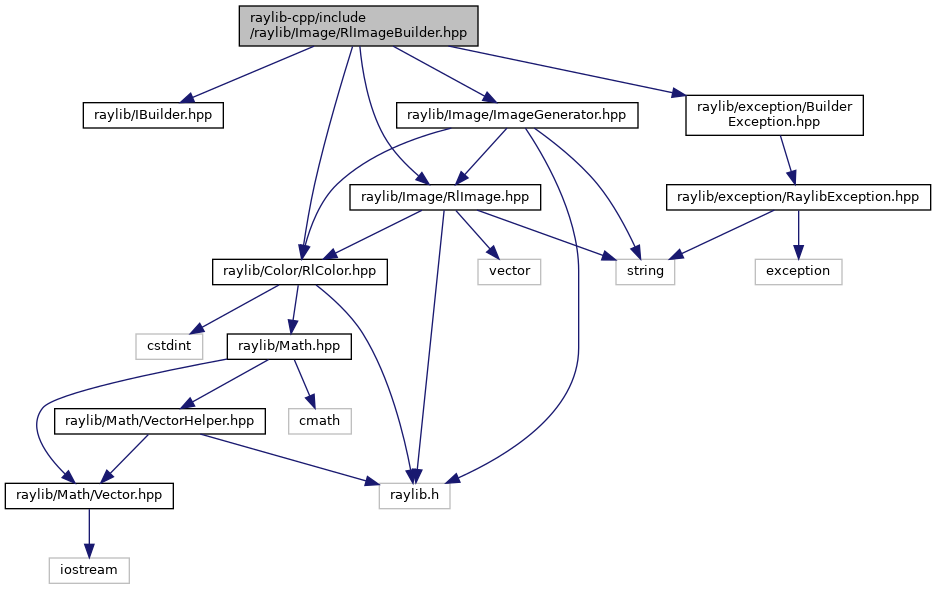 raylib-cpp/include
/raylib/Image/RlImageBuilder.hpp
raylib/IBuilder.hpp
raylib/Image/ImageGenerator.hpp
raylib/exception/Builder
Exception.hpp
raylib/Image/RlImage.hpp
raylib/exception/RaylibException.hpp
raylib/Color/RlColor.hpp
vector
string
exception
cstdint
raylib/Math.hpp
raylib/Math/VectorHelper.hpp
cmath
raylib/Math/Vector.hpp
raylib.h
iostream